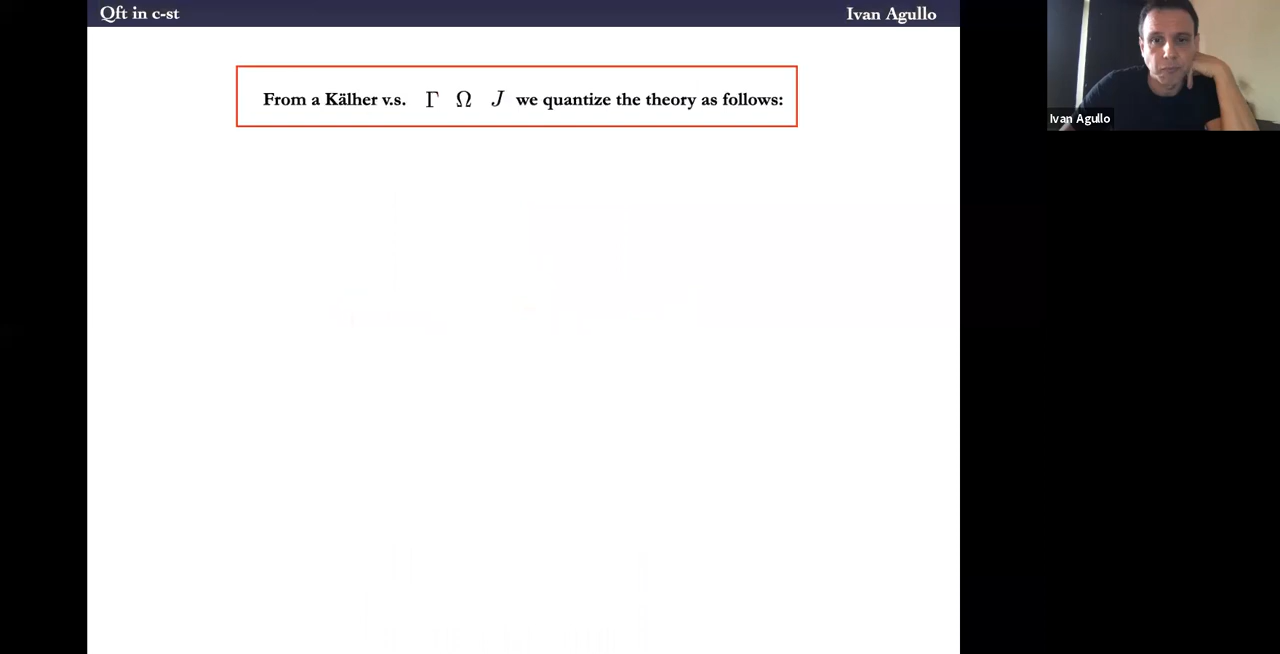 Qft in c-st
Ivan Agullo
From a Kälher v.s. Γ Ω J we quantize the theory as follows:
Ivan Agullo